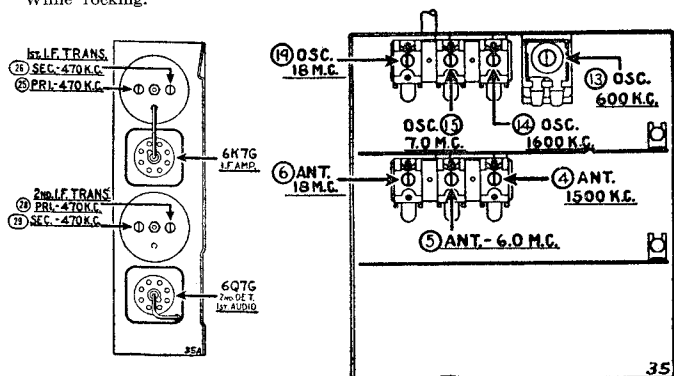 While rocking.
1ST. I.F. TRANS.
26 SEC.-470 K.C.
25 PRI.-470 K.C.
6K7G
I.F. AMP.
2ND. I.F. TRANS
28 PRI.-470 K.C.
29 SEC.-470 K.C.
6Q7G
2ND. DET.
1ST. AUDIO
35A
19 OSC.
18 M.C.
13 OSC.
600 K.C.
OSC. 15
7.0 M.C.
14 OSC.
1600 K.C.
6 ANT.
18 M.C.
4 ANT.
1500 K.C.
5 ANT.- 6.0 M.C.
35